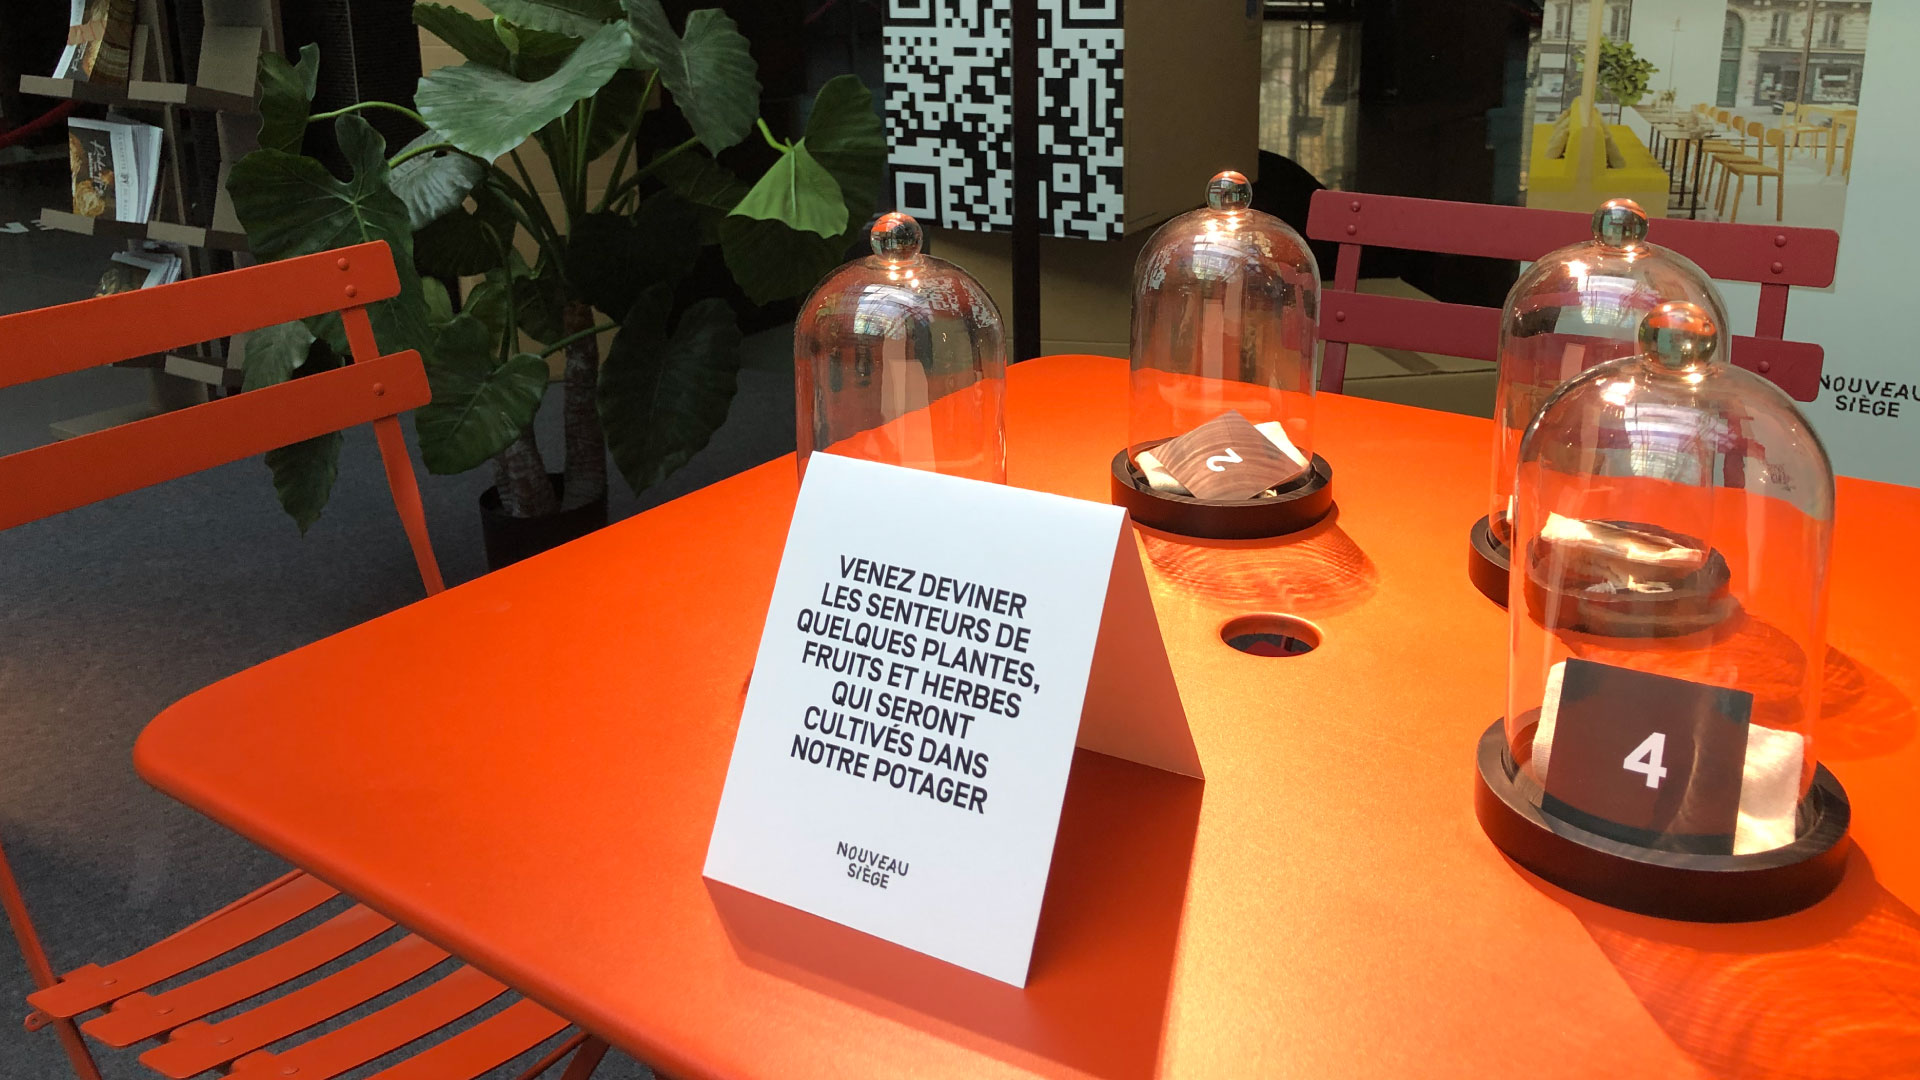 VENEZ DEVINER
LES SENTEURS DE
QUELQUES PLANTES,
FRUITS ET HERBES
QUI SERONT
CULTIVÉS DANS
NOTRE POTAGER
NOUVEAU
SIÈGE
2
4
NOUVEAU
SIÈGE